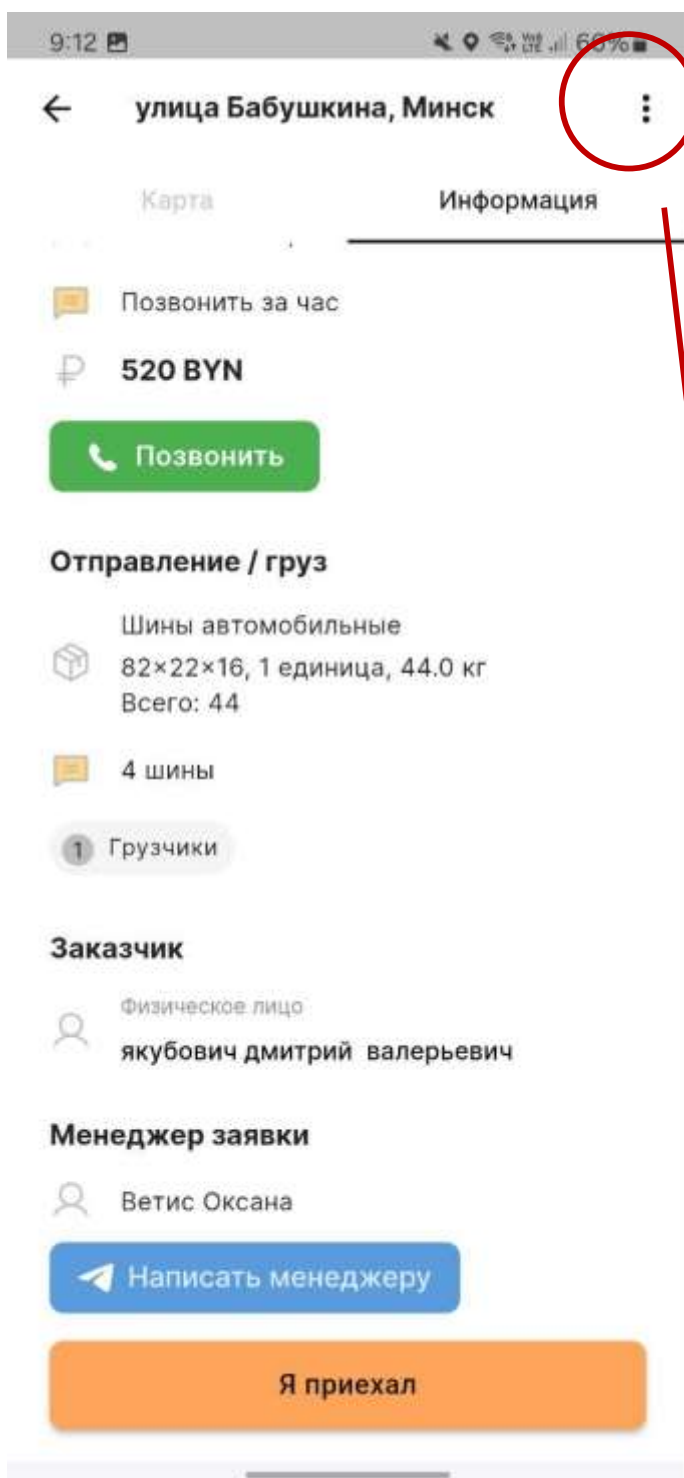 9:12 66%
улица Бабушкина, Минск
Карта Информация
Позвонить за час
520 BYN
Позвонить
Отправление / груз
Шины автомобильные
82×22×16, 1 единица, 44.0 кг
Всего: 44
4 шины
1 Грузчики
Заказчик
Физическое лицо
якубович дмитрий валерьевич
Менеджер заявки
Ветис Оксана
Написать менеджеру
Я приехал